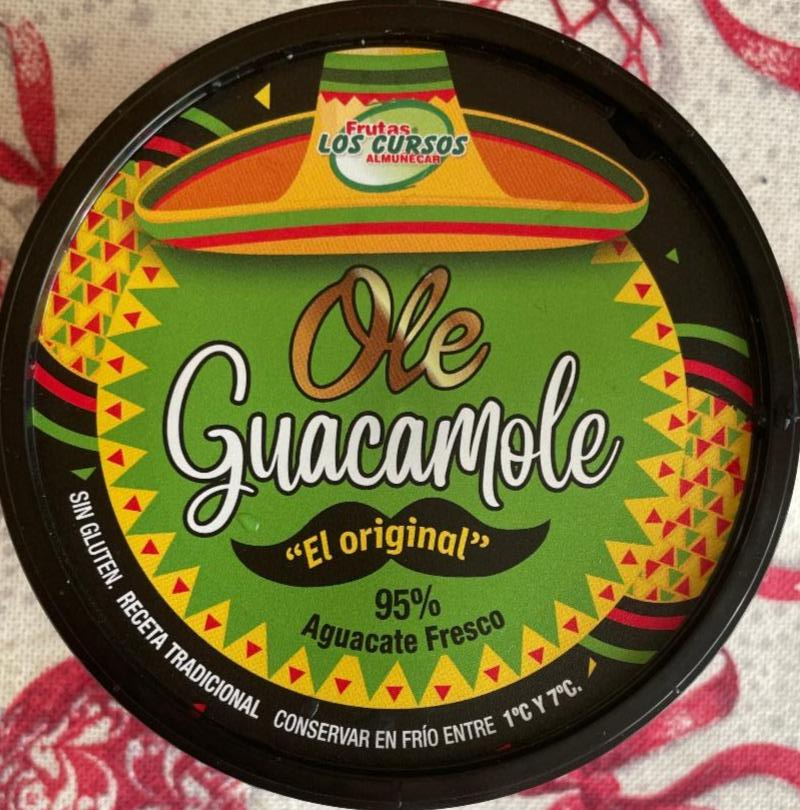 Frutas
LOS CURSOS
ALMUÑECAR
Ole
Guacamole
“El original”
95%
Aguacate Fresco
SIN GLUTEN. RECETA TRADICIONAL CONSERVAR EN FRÍO ENTRE 1ºC Y 7ºC.